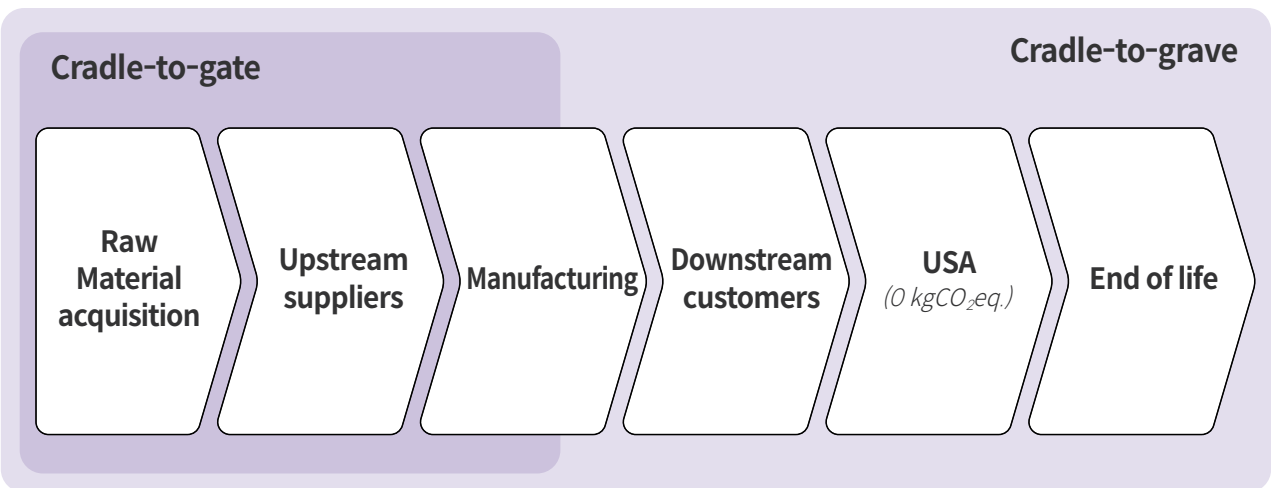 Cradle-to-gate
Cradle-to-grave
Raw
Material
acquisition
Upstream
suppliers
Manufacturing
Downstream
customers
USA
(0 kgCO₂eq.)
End of life